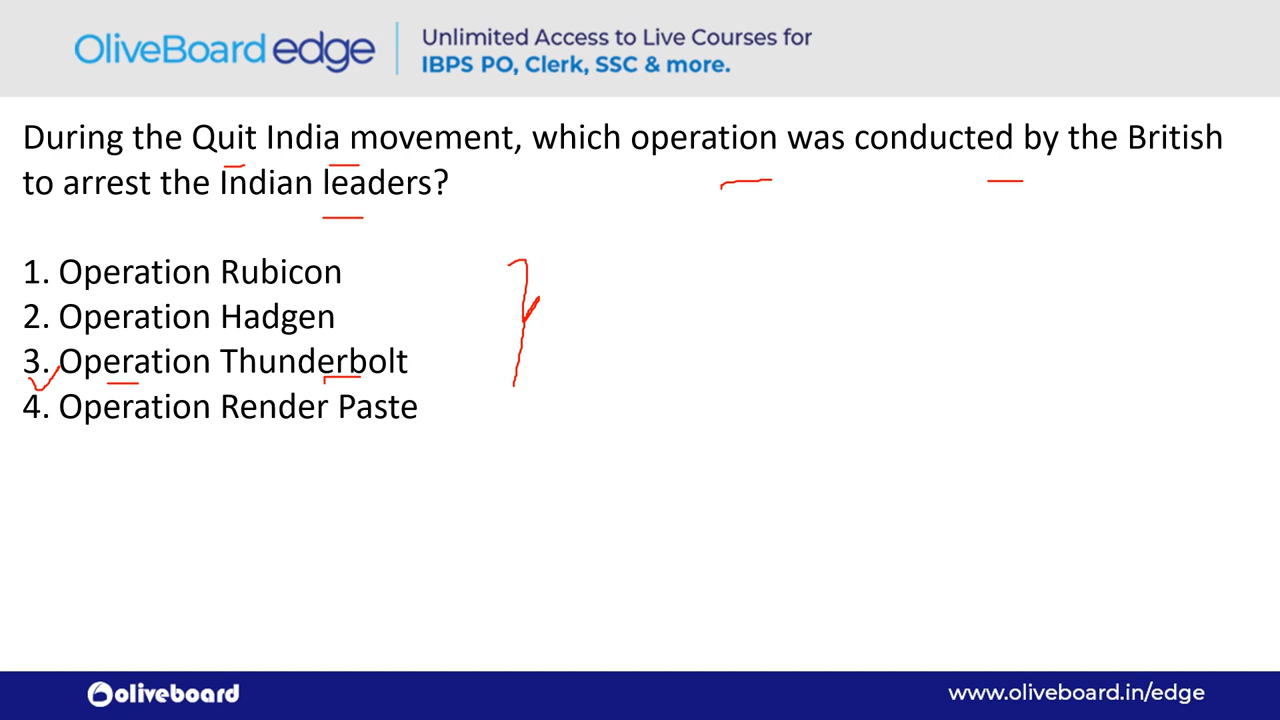 OliveBoard edge
Unlimited Access to Live Courses for
IBPS PO, Clerk, SSC & more.
During the Quit India movement, which operation was conducted by the British
to arrest the Indian leaders?
1. Operation Rubicon
2. Operation Hadgen
3. Operation Thunderbolt
4. Operation Render Paste
oliveboard
www.oliveboard.in/edge